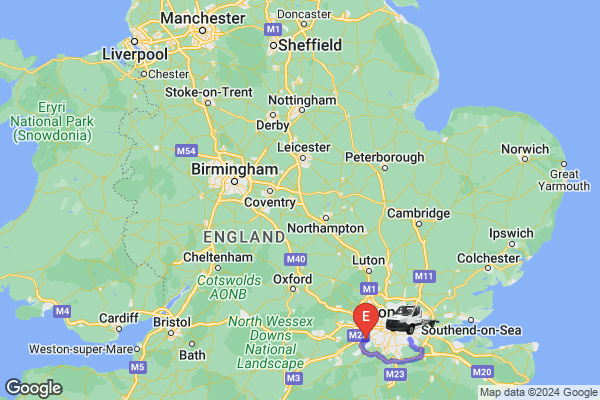 Doncaster
Manchester
M1
Liverpool
Sheffield
Chester
Stoke-on-Trent
Eryri
National Park
(Snowdonia)
Nottingham
Derby
M54
Leicester
Peterborough
Norwich
Birmingham
Great
Yarmouth
Coventry
Cambridge
Northampton
ENGLAND
Ipswich
M40
Cheltenham
Luton
M11
Colchester
Cotswolds
AONB
Oxford
M1
M4
E
Cardiff
Bristol
North Wessex
Downs
National
Landscape
Southend-on-Sea
Weston-super-Mare
Bath
M5
M3
M23
M20
Google
Google
Map data ©2024 Google